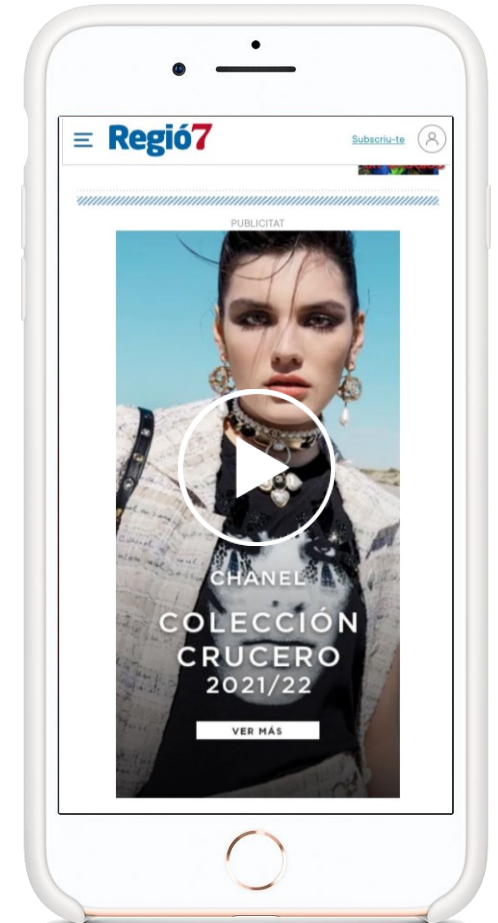 Regió7
Subscriu-te
PUBLICITAT
CHANEL
COLECCIÓN
CRUCERO
2021/22
VER MÁS